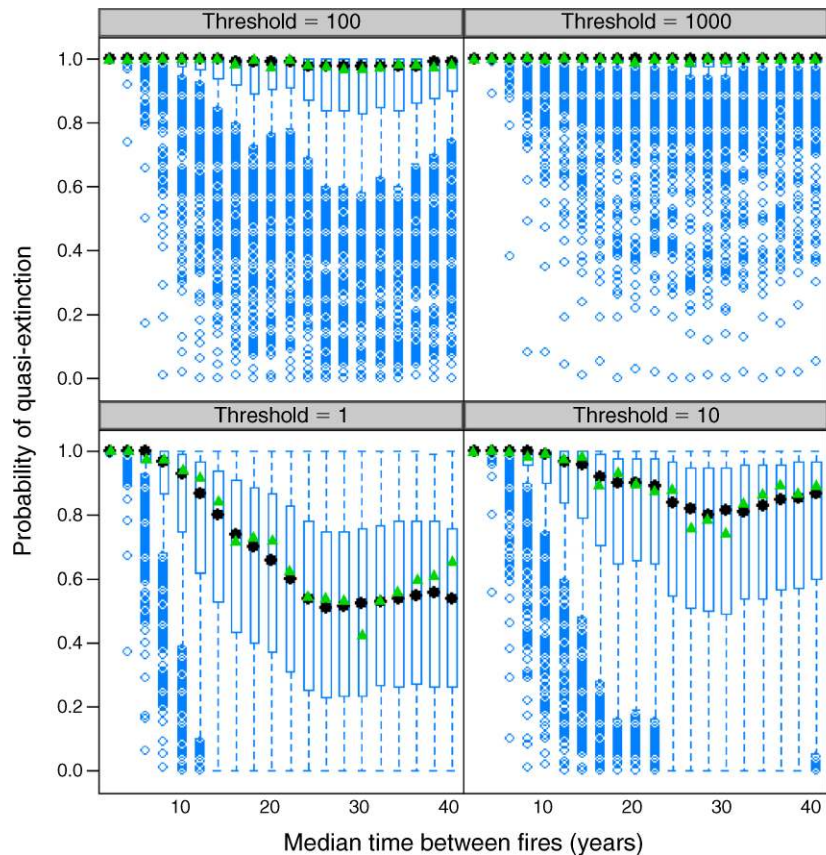 Threshold = 100
Threshold = 1000
1.0
0.8
0.6
0.4
0.2
0.0
Threshold = 1
Threshold = 10
1.0
0.8
0.6
0.4
0.2
0.0
Probability of quasi-extinction
10 20 30 40 10 20 30 40
Median time between fires (years)